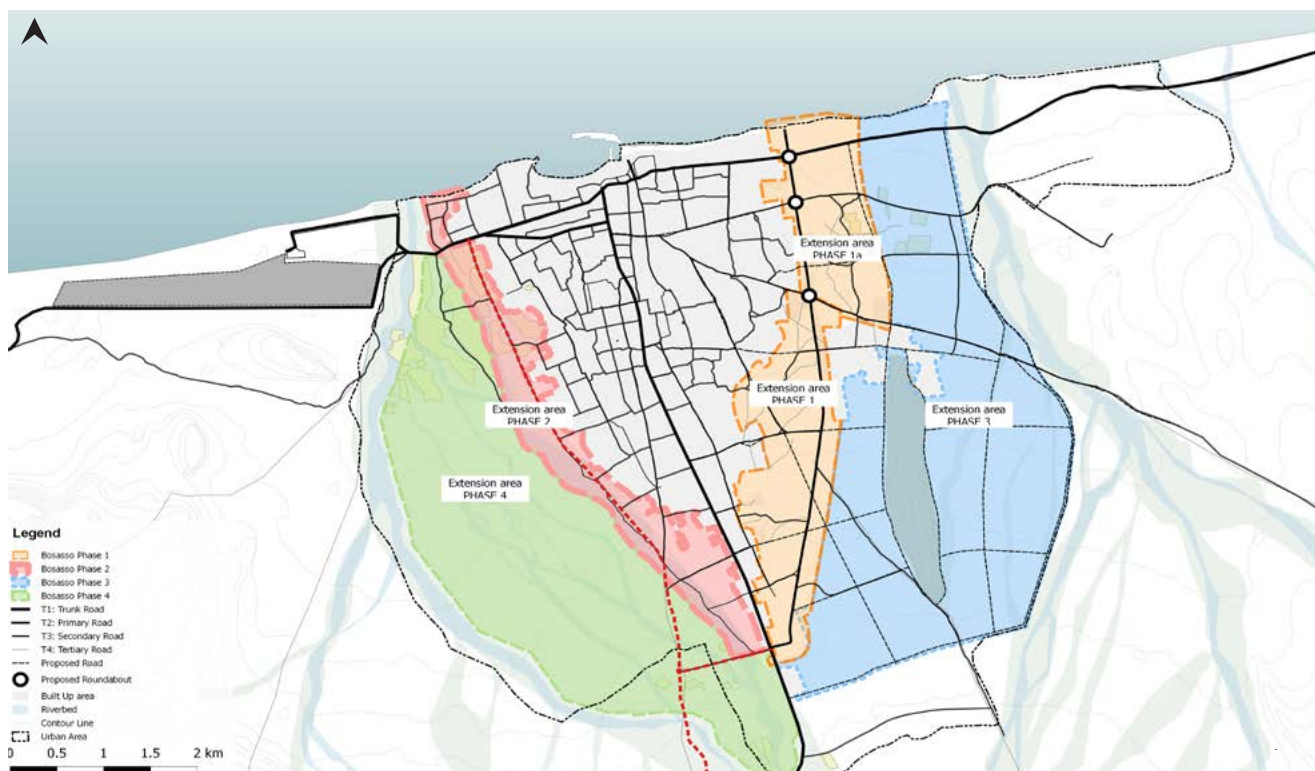 Extension area
PHASE 1a
Extension area
PHASE 1
Extension area
PHASE 2
Extension area
PHASE 3
Extension area
PHASE 4
Legend
Bosasso Phase 1
Bosasso Phase 2
Bosasso Phase 3
Bosasso Phase 4
T1: Trunk Road
T2: Primary Road
T3: Secondary Road
T4: Tertiary Road
Proposed Road
Proposed Roundabout
Built Up area
Riverbed
Contour Line
Urban Area
0 0.5 1 1.5 2 km